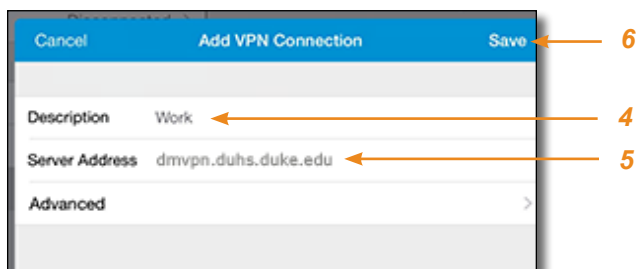 Disconnected >
Cancel Add VPN Connection Save 6
Description Work 4
Server Address dmvpn.duhs.duke.edu 5
Advanced >